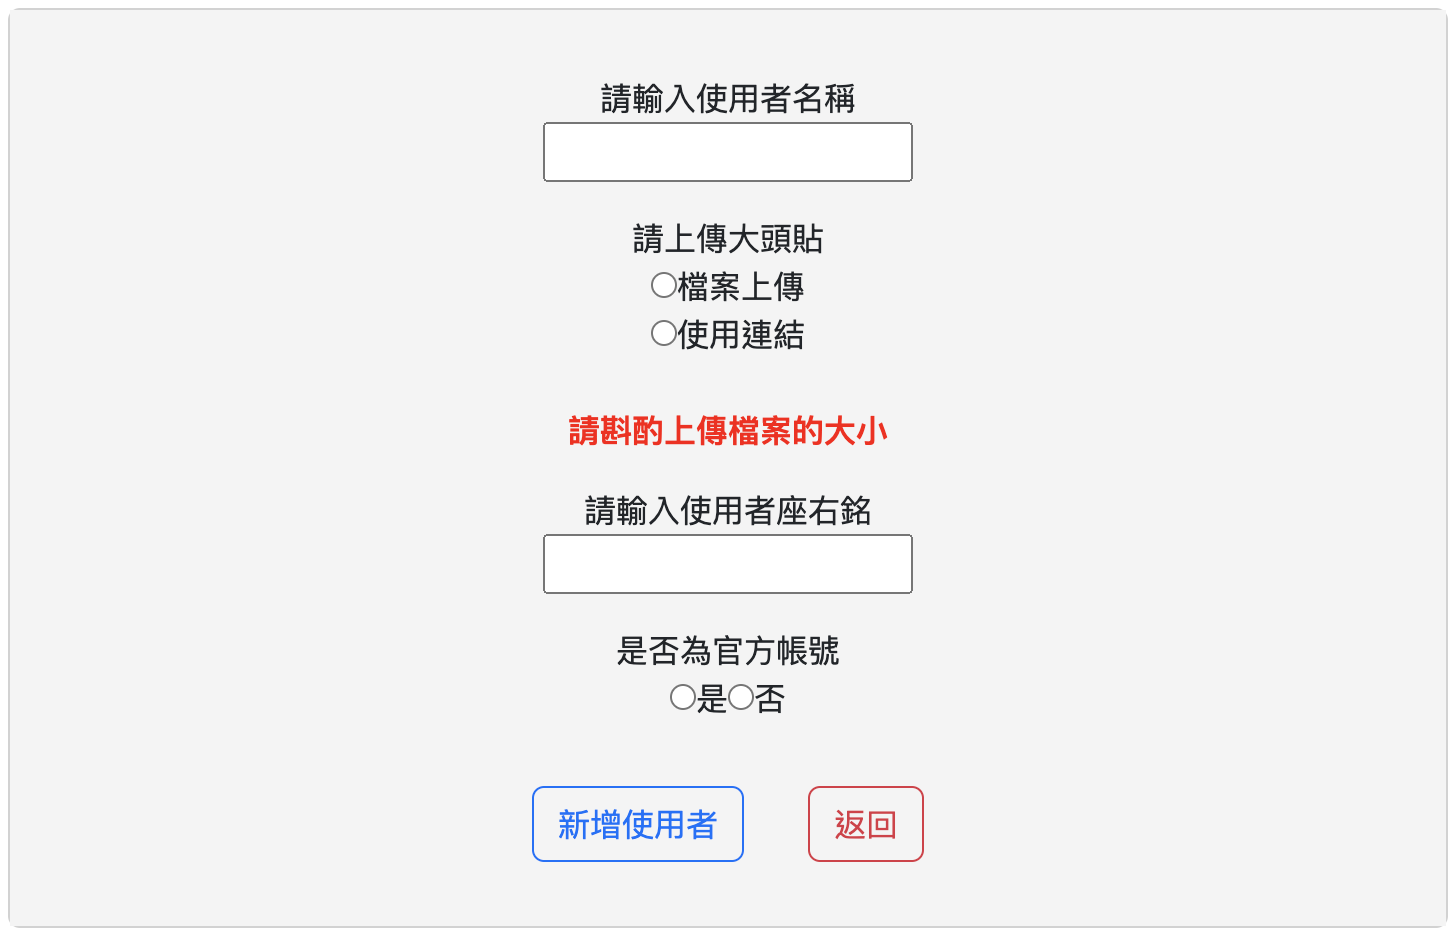 請輸入使用者名稱
請上傳大頭貼
檔案上傳
使用連結
請斟酌上傳檔案的大小
請輸入使用者座右銘
是否為官方帳號
是 否
新增使用者 返回